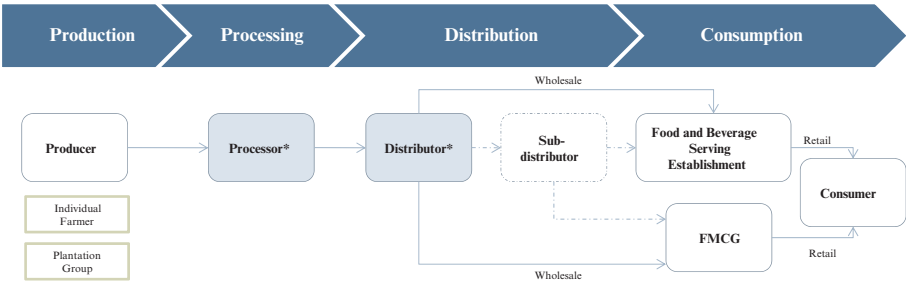 Production
Processing
Distribution
Consumption
Wholesale
Producer
Processor*
Distributor*
Sub-
distributor
Food and Beverage
Serving
Establishment
Retail
Consumer
Individual
Farmer
Plantation
Group
FMCG
Retail
Wholesale